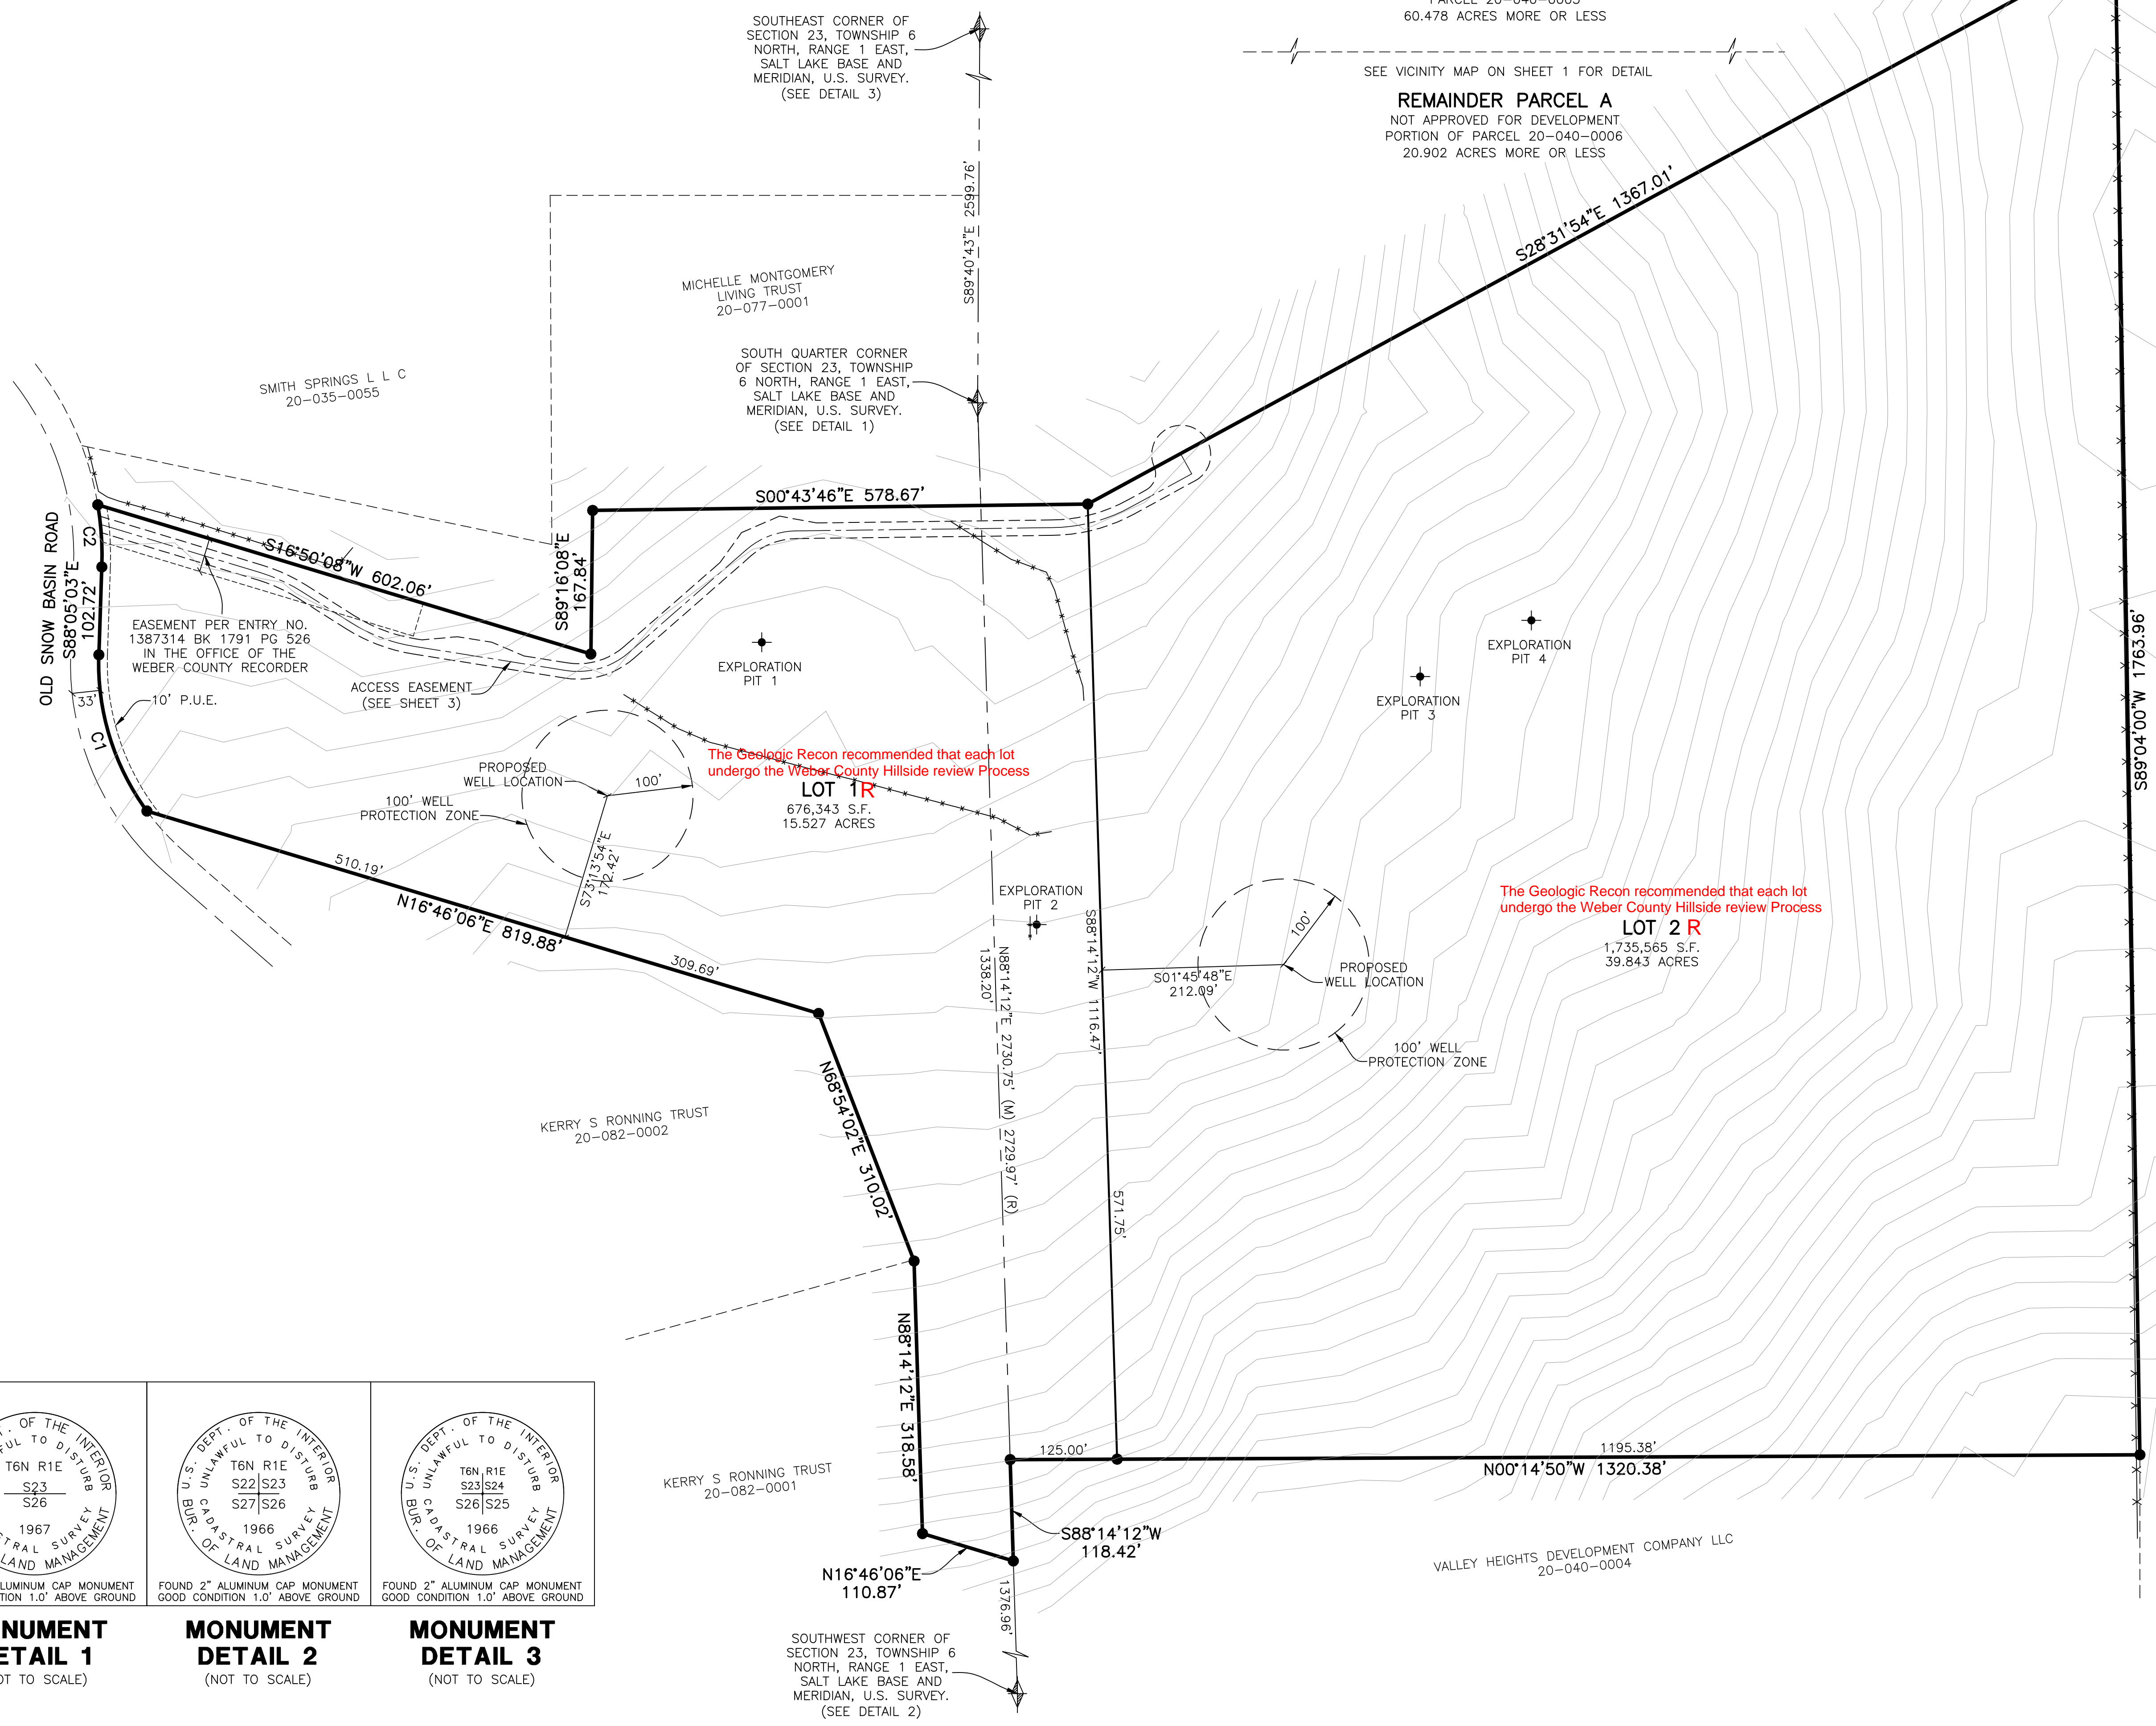 SOUTHEAST CORNER OF
SECTION 23, TOWNSHIP 6
NORTH, RANGE 1 EAST,
SALT LAKE BASE AND
MERIDIAN, U.S. SURVEY.
(SEE DETAIL 3)
60.478 ACRES MORE OR LESS
SEE VICINITY MAP ON SHEET 1 FOR DETAIL
REMAINDER PARCEL A
NOT APPROVED FOR DEVELOPMENT
PORTION OF PARCEL 20-040-0006
20.902 ACRES MORE OR LESS
S89°40'43"E 2599.76'
S28°31'54"E 1367.01'
MICHELLE MONTGOMERY
LIVING TRUST
20-077-0001
SMITH SPRINGS L L C
20-035-0055
SOUTH QUARTER CORNER
OF SECTION 23, TOWNSHIP
6 NORTH, RANGE 1 EAST,
SALT LAKE BASE AND
MERIDIAN, U.S. SURVEY.
(SEE DETAIL 1)
S00°43'46"E 578.67'
OLD SNOW BASIN ROAD
C2
S88°05'03"E
102.72'
S16°50'08"W 602.06'
S89°16'08"E
167.84'
EASEMENT PER ENTRY NO.
1387314 BK 1791 PG 526
IN THE OFFICE OF THE
WEBER COUNTY RECORDER
ACCESS EASEMENT
(SEE SHEET 3)
33'
10' P.U.E.
C1
EXPLORATION
PIT 1
EXPLORATION
PIT 4
EXPLORATION
PIT 3
S89°04'00"W 1763.96'
PROPOSED
WELL LOCATION
100'
100' WELL
PROTECTION ZONE
The Geologic Recon recommended that each lot
undergo the Weber County Hillside review Process
LOT 1R
676,343 S.F.
15.527 ACRES
S73°13'54"E
172.42'
510.19'
N16°46'06"E 819.88'
309.69'
EXPLORATION
PIT 2
The Geologic Recon recommended that each lot
undergo the Weber County Hillside review Process
LOT 2 R
1,735,565 S.F.
39.843 ACRES
100'
PROPOSED
WELL LOCATION
S01°45'48"E
212.09'
100' WELL
PROTECTION ZONE
S88°14'12"W 1116.47'
N88°14'12"E 2730.75' (M) 2729.97' (R)
1338.20'
571.75'
KERRY S RONNING TRUST
20-082-0002
N68°54'02"E 310.02'
N88°14'12"E 318.58'
KERRY S RONNING TRUST
20-082-0001
125.00'
1195.38'
N00°14'50"W 1320.38'
S88°14'12"W
118.42'
N16°46'06"E
110.87'
1376.96'
VALLEY HEIGHTS DEVELOPMENT COMPANY LLC
20-040-0004
SOUTHWEST CORNER OF
SECTION 23, TOWNSHIP 6
NORTH, RANGE 1 EAST,
SALT LAKE BASE AND
MERIDIAN, U.S. SURVEY.
(SEE DETAIL 2)
OF THE INTERIOR
TO DISTURB
T6N R1E
S23
S26
1967
SURVEY
LAND MANAGEMENT
U.S. DEPT. OF THE INTERIOR
UNLAWFUL TO DISTURB
T6N R1E
S22 S23
S27 S26
1966
CADASTRAL SURVEY
BUR. OF LAND MANAGEMENT
FOUND 2" ALUMINUM CAP MONUMENT
GOOD CONDITION 1.0' ABOVE GROUND
MONUMENT
DETAIL 2
(NOT TO SCALE)
U.S. DEPT. OF THE INTERIOR
UNLAWFUL TO DISTURB
T6N R1E
S23 S24
S26 S25
1966
CADASTRAL SURVEY
BUR. OF LAND MANAGEMENT
FOUND 2" ALUMINUM CAP MONUMENT
GOOD CONDITION 1.0' ABOVE GROUND
MONUMENT
DETAIL 3
(NOT TO SCALE)
CAP MONUMENT
1.0' ABOVE GROUND
NUMENT
ETAIL 1
TO SCALE)